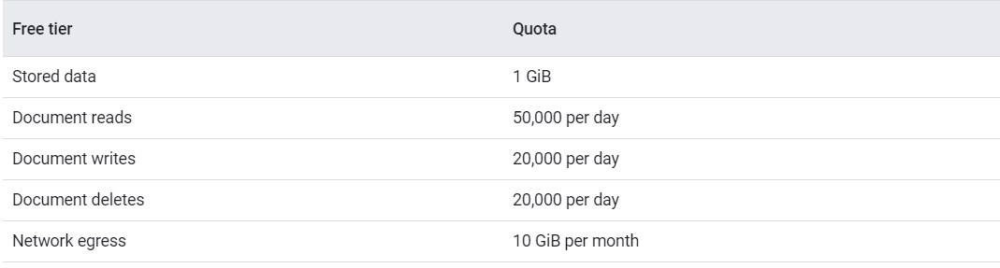 Free tier Quota
Stored data 1 GiB
Document reads 50,000 per day
Document writes 20,000 per day
Document deletes 20,000 per day
Network egress 10 GiB per month